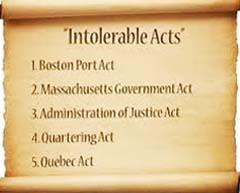 "Intolerable Acts"
1. Boston Port Act
2. Massachusetts Government Act
3. Administration of Justice Act
4. Quartering Act
5. Quebec Act